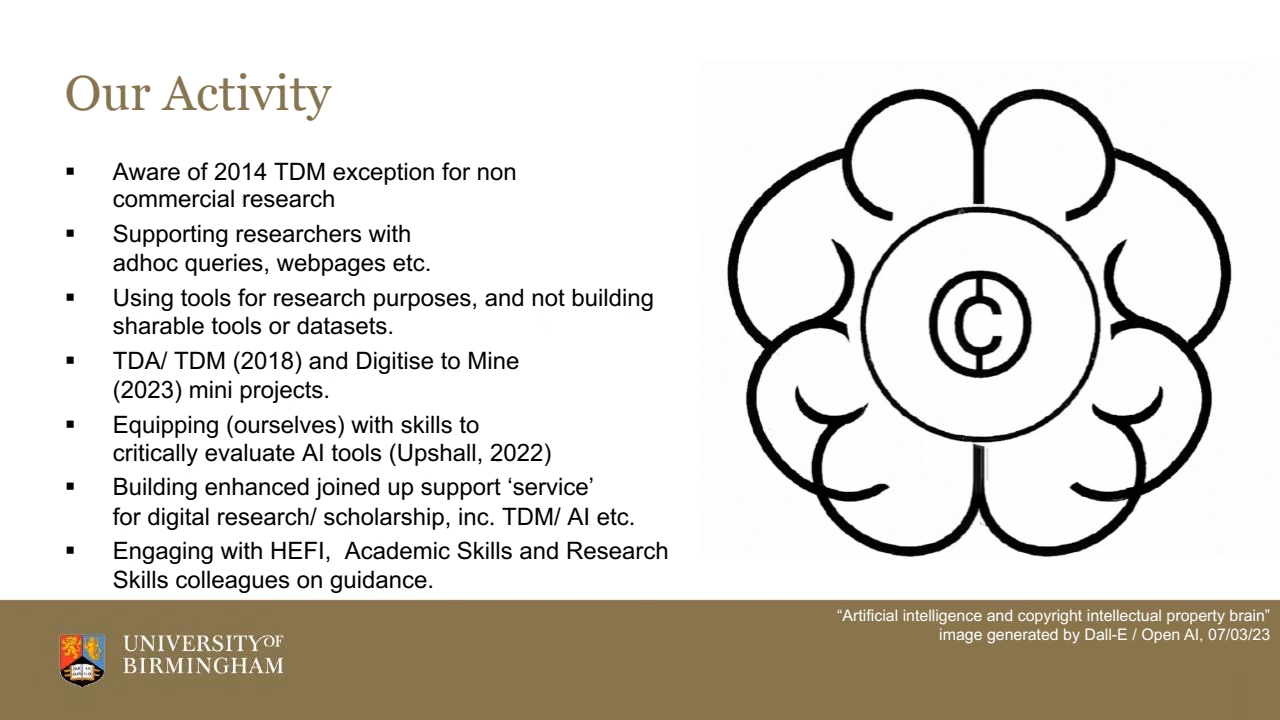 Our Activity
▪ Aware of 2014 TDM exception for non
commercial research
▪ Supporting researchers with
adhoc queries, webpages etc.
▪ Using tools for research purposes, and not building
sharable tools or datasets.
▪ TDA/ TDM (2018) and Digitise to Mine
(2023) mini projects.
▪ Equipping (ourselves) with skills to
critically evaluate AI tools (Upshall, 2022)
▪ Building enhanced joined up support ‘service’
for digital research/ scholarship, inc. TDM/ AI etc.
▪ Engaging with HEFI,  Academic Skills and Research
Skills colleagues on guidance.
©
“Artificial intelligence and copyright intellectual property brain”
image generated by Dall-E / Open AI, 07/03/23
UNIVERSITY OF
BIRMINGHAM